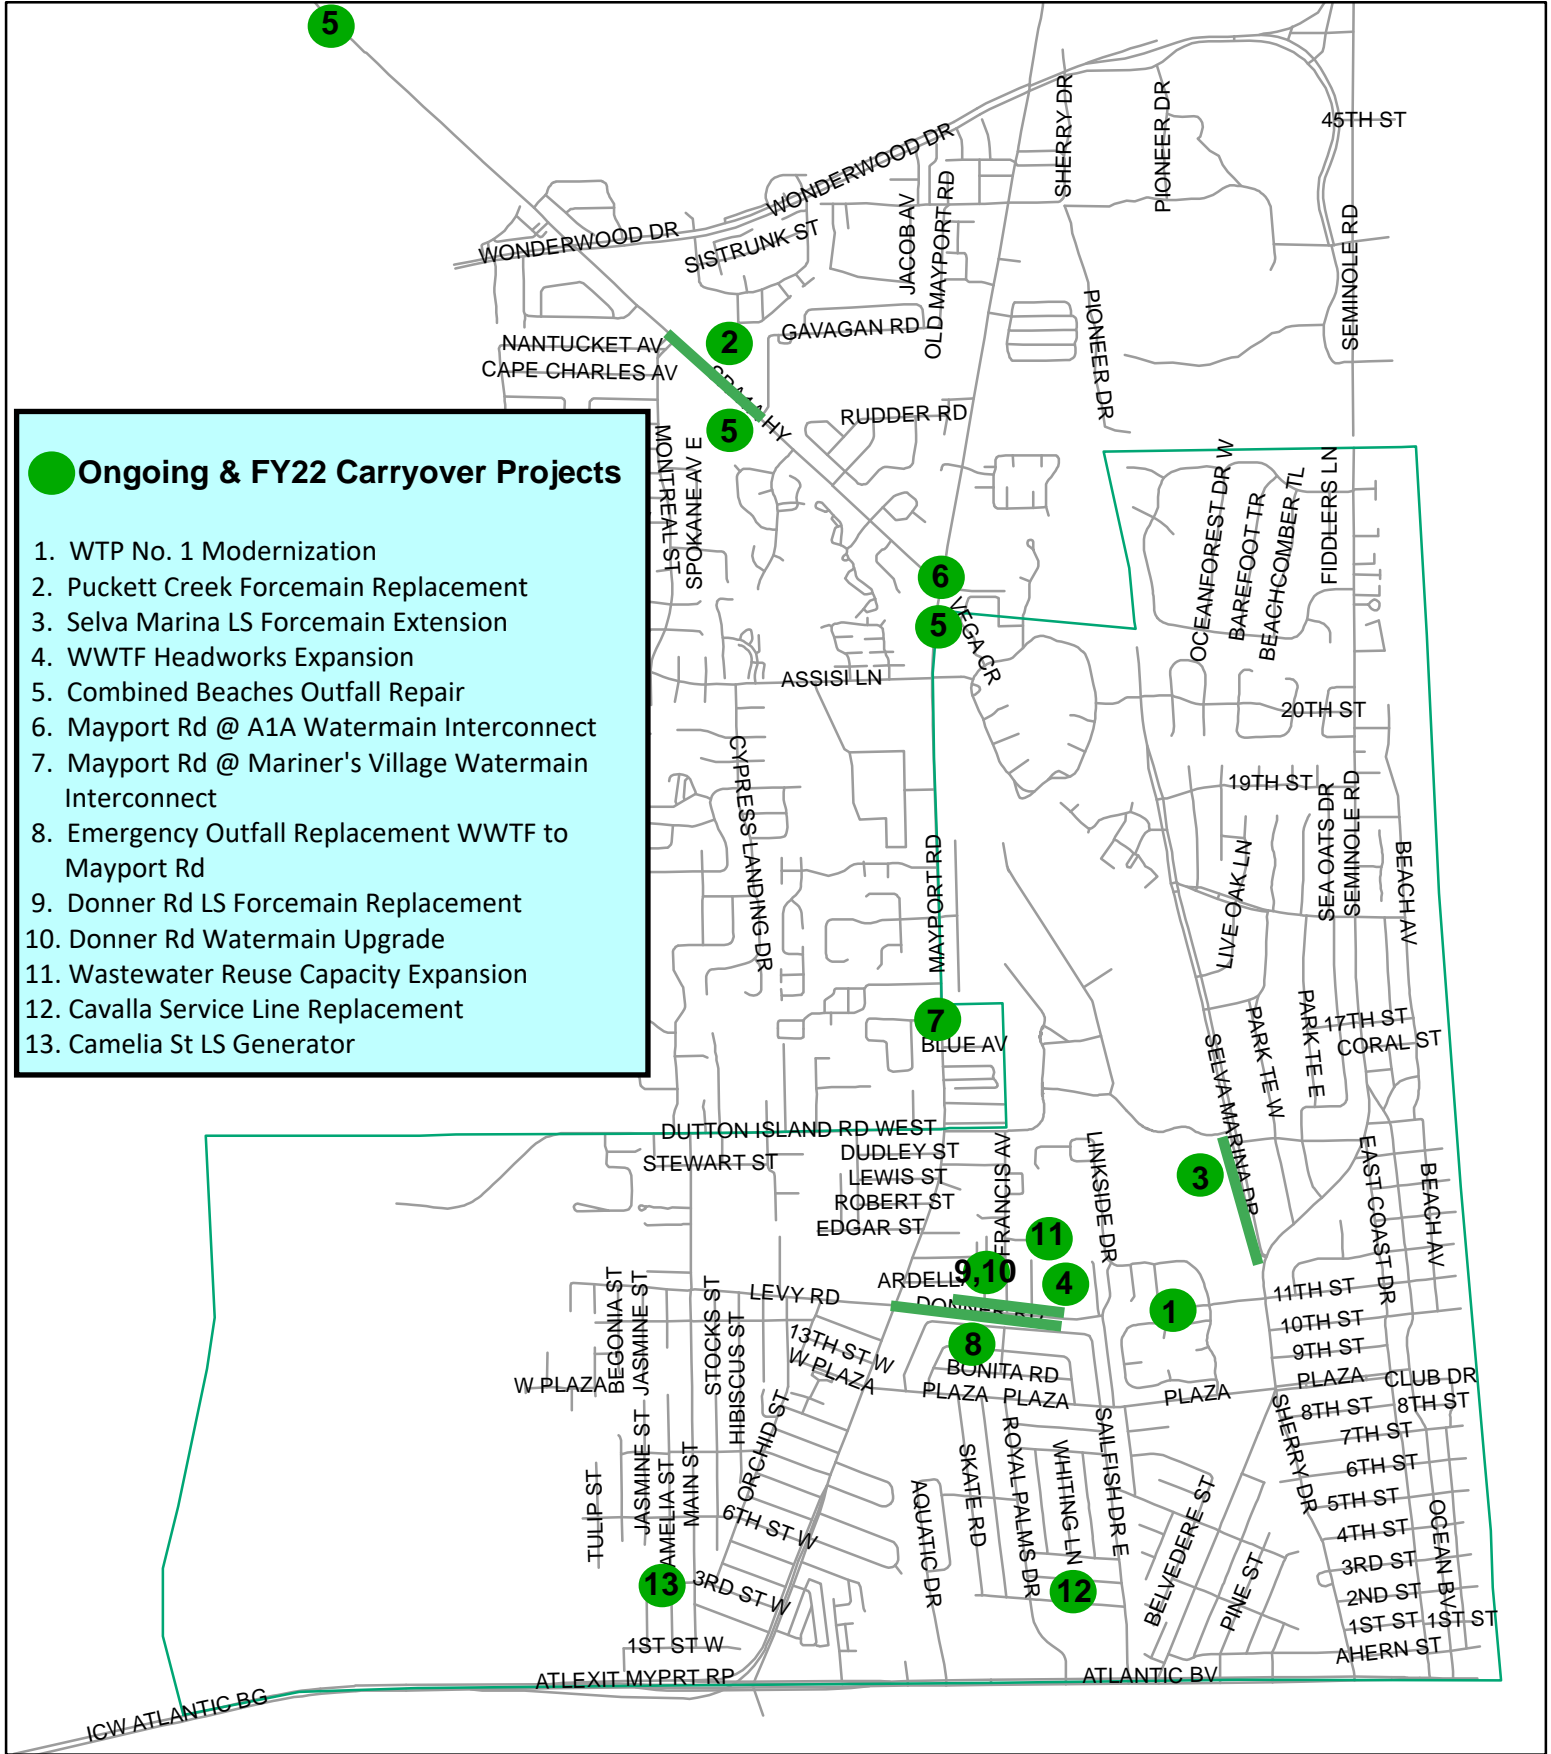 5
45TH ST
SHERRY DR
PIONEER DR
WONDERWOOD DR
WONDERWOOD DR
SISTRUNK ST
JACOB AV
OLD MAYPORT RD
SEMINOLE RD
PIONEER DR
GAVAGAN RD
2
NANTUCKET AV
CAPE CHARLES AV
HY
5
RUDDER RD
MONTREAL ST
SPOKANE AV E
OCEANFOREST DR W
BAREFOOT TR
BEACHCOMBER TL
FIDDLERS LN
Ongoing & FY22 Carryover Projects
1. WTP No. 1 Modernization
2. Puckett Creek Forcemain Replacement
3. Selva Marina LS Forcemain Extension
4. WWTF Headworks Expansion
5. Combined Beaches Outfall Repair
6. Mayport Rd @ A1A Watermain Interconnect
7. Mayport Rd @ Mariner's Village Watermain
Interconnect
8. Emergency Outfall Replacement WWTF to
Mayport Rd
9. Donner Rd LS Forcemain Replacement
10. Donner Rd Watermain Upgrade
11. Wastewater Reuse Capacity Expansion
12. Cavalla Service Line Replacement
13. Camelia St LS Generator
6
5
VEGA CR
ASSISI LN
20TH ST
CYPRESS LANDING DR
19TH ST
MAYPORT RD
LIVE OAK LN
SEA OATS DR
SEMINOLE RD
BEACH AV
7
BLUE AV
SELVA MARINA DR
PARK TE W
PARK TE E
17TH ST
CORAL ST
DUTTON ISLAND RD WEST
STEWART ST
DUDLEY ST
LEWIS ST
ROBERT ST
EDGAR ST
FRANCIS AV
LINKSIDE DR
3
EAST COAST DR
BEACH AV
11
9,10
4
ARDELLA
DONNER RD
1
8
LEVY RD
BEGONIA ST
JASMINE ST
STOCKS ST
HIBISCUS ST
13TH ST W
W PLAZA
W PLAZA
BONITA RD
PLAZA
PLAZA
PLAZA
11TH ST
10TH ST
9TH ST
PLAZA
CLUB DR
8TH ST
8TH ST
7TH ST
6TH ST
5TH ST
4TH ST
3RD ST
2ND ST
1ST ST
1ST ST
AHERN ST
SHERRY DR
OCEAN BV
ORCHID ST
JASMINE ST
AMELIA ST
MAIN ST
TULIP ST
6TH ST W
13
3RD ST W
1ST ST W
AQUATIC DR
SKATE RD
ROYAL PALMS DR
WHITING LN
SAILFISH DR E
12
BELVEDERE ST
PINE ST
ATLEXIT MYPRT RP
ATLANTIC BV
ICW ATLANTIC BG